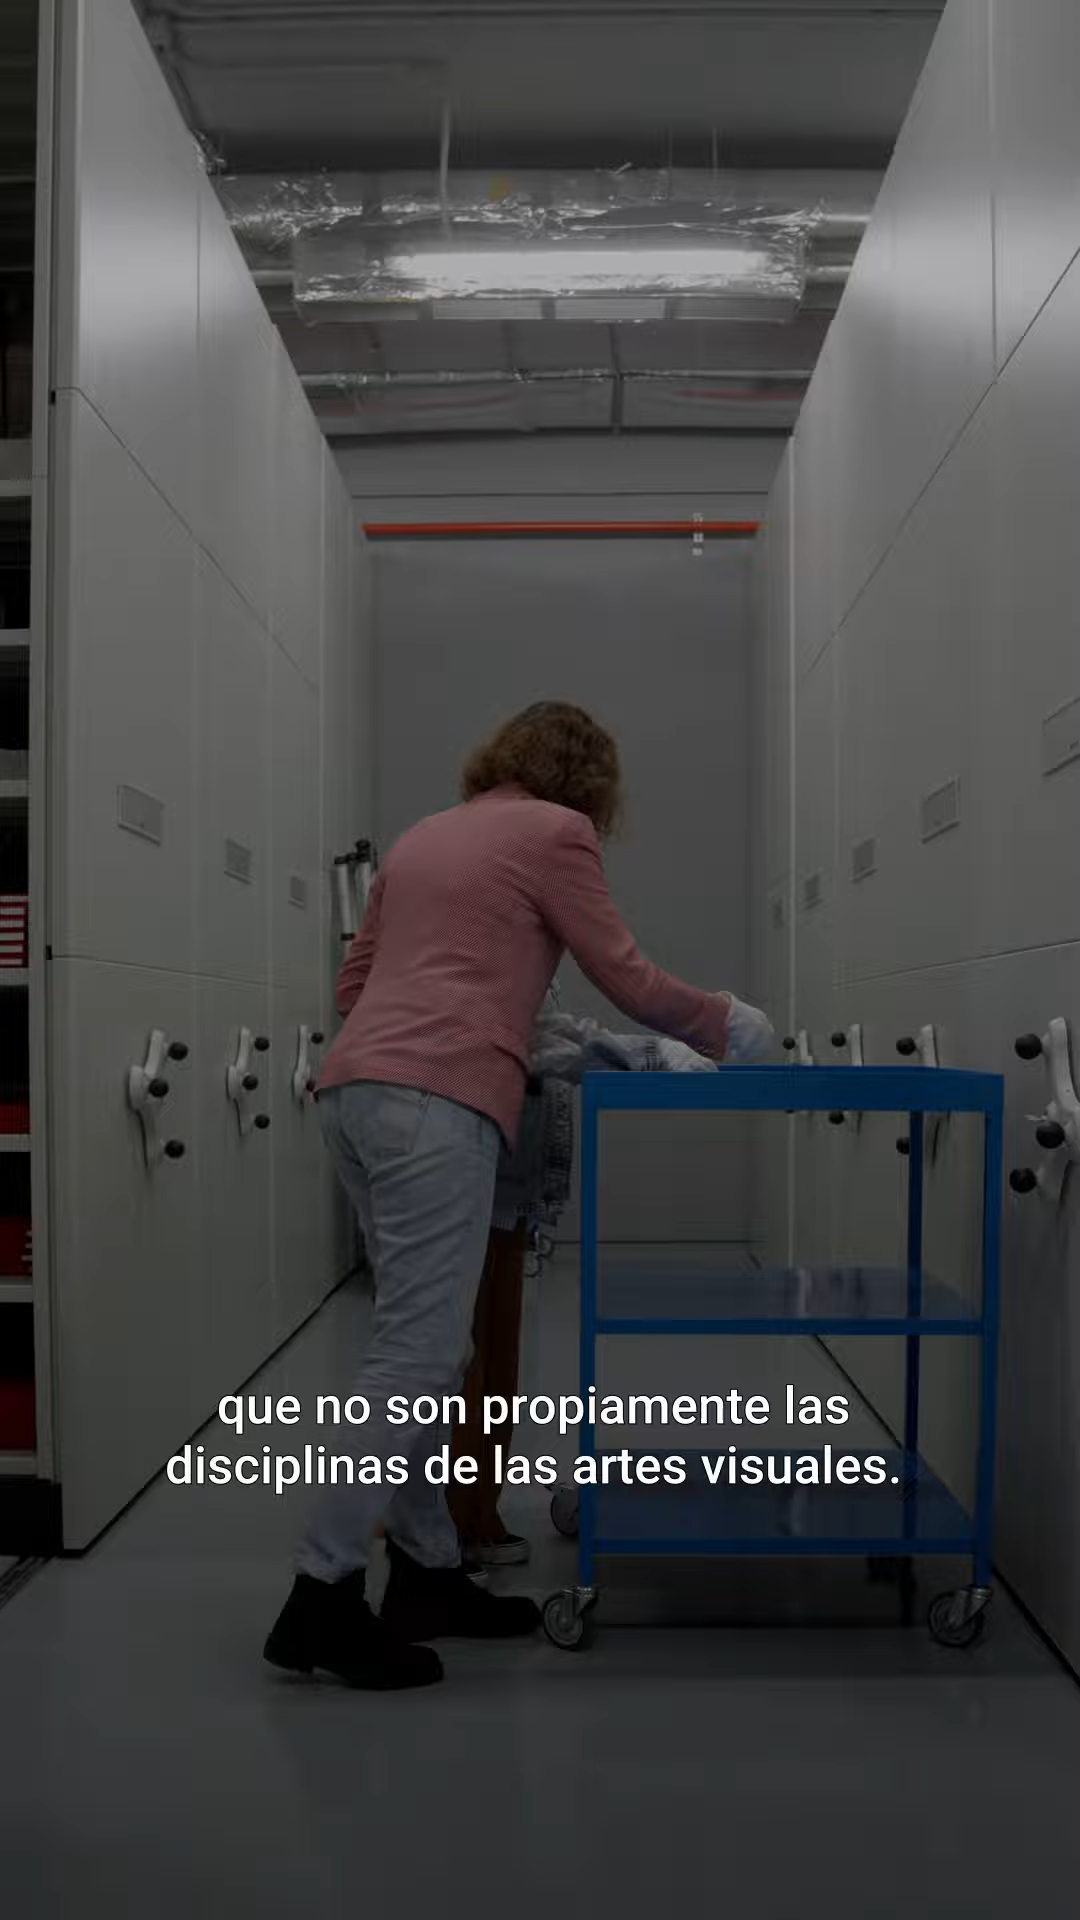 que no son propiamente las
disciplinas de las artes visuales.